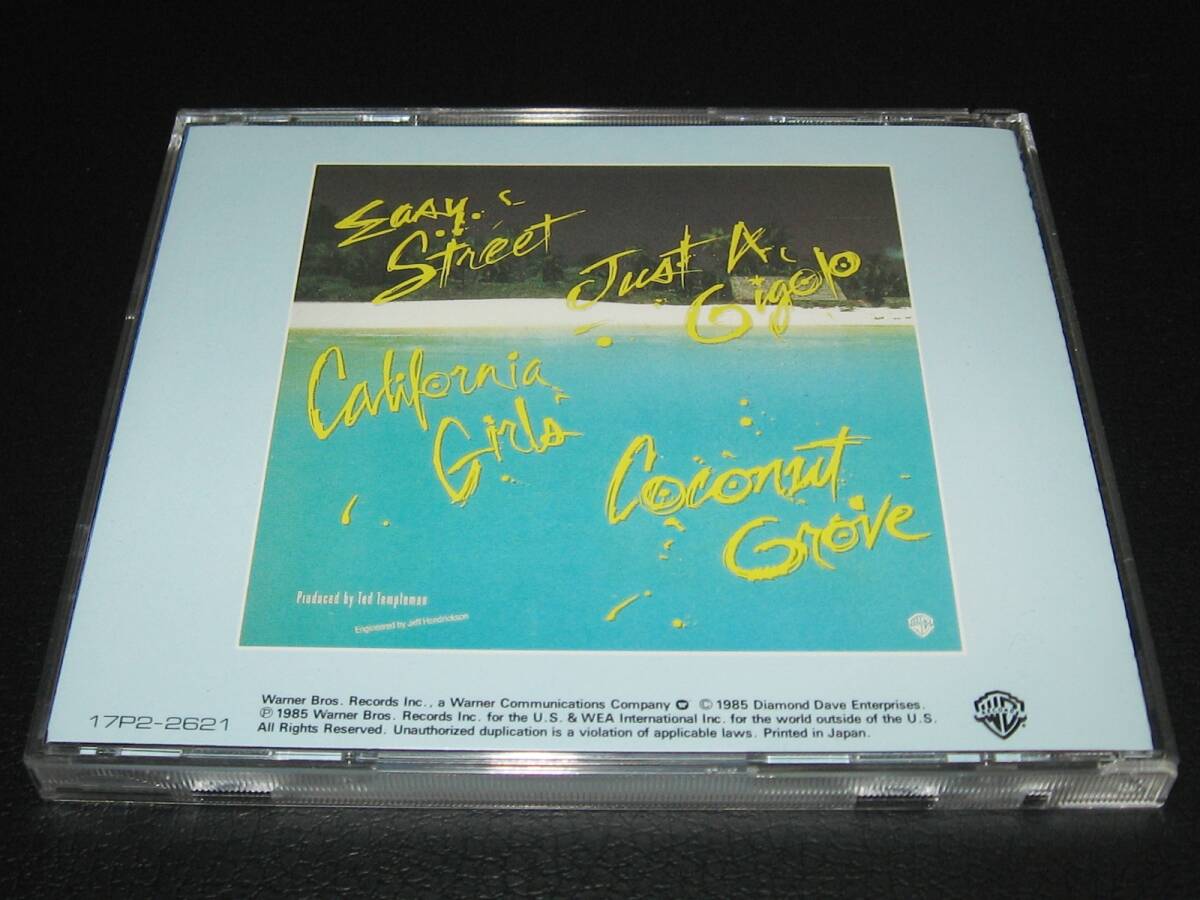 Easy
Street
Just A
Gigolo
California
Girls
Coconut
Grove
Produced by Ted Templeman
Engineered by Jeff Hendrickson
17P2-2621
Warner Bros. Records Inc., a Warner Communications Company © 1985 Diamond Dave Enterprises.
℗ 1985 Warner Bros. Records Inc. for the U.S. & WEA International Inc. for the world outside of the U.S.
All Rights Reserved. Unauthorized duplication is a violation of applicable laws. Printed in Japan.